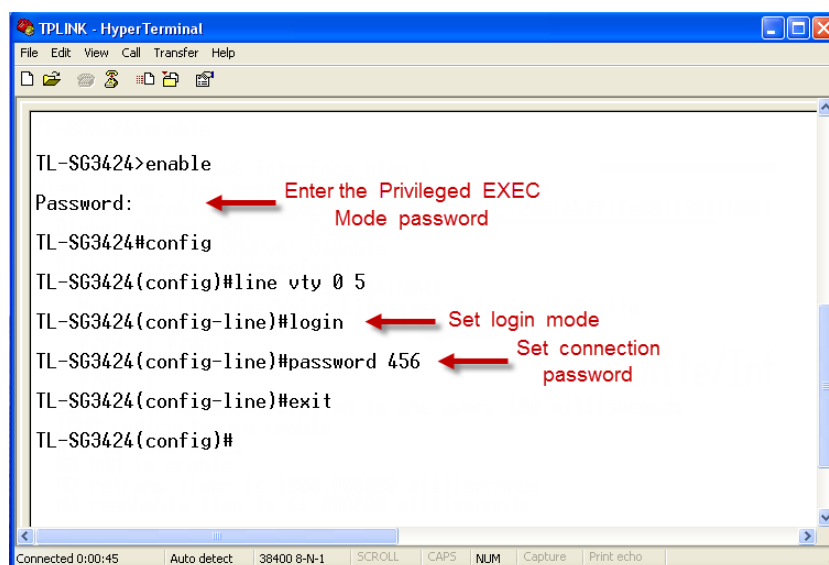 TPLINK - HyperTerminal
File Edit View Call Transfer Help
TL-SG3424>enable
Password:
Enter the Privileged EXEC
Mode password
TL-SG3424#config
TL-SG3424(config)#line vty 0 5
TL-SG3424(config-line)#login
Set login mode
TL-SG3424(config-line)#password 456
Set connection
password
TL-SG3424(config-line)#exit
TL-SG3424(config)#
Connected 0:00:45 Auto detect 38400 8-N-1 SCROLL CAPS NUM Capture Print echo